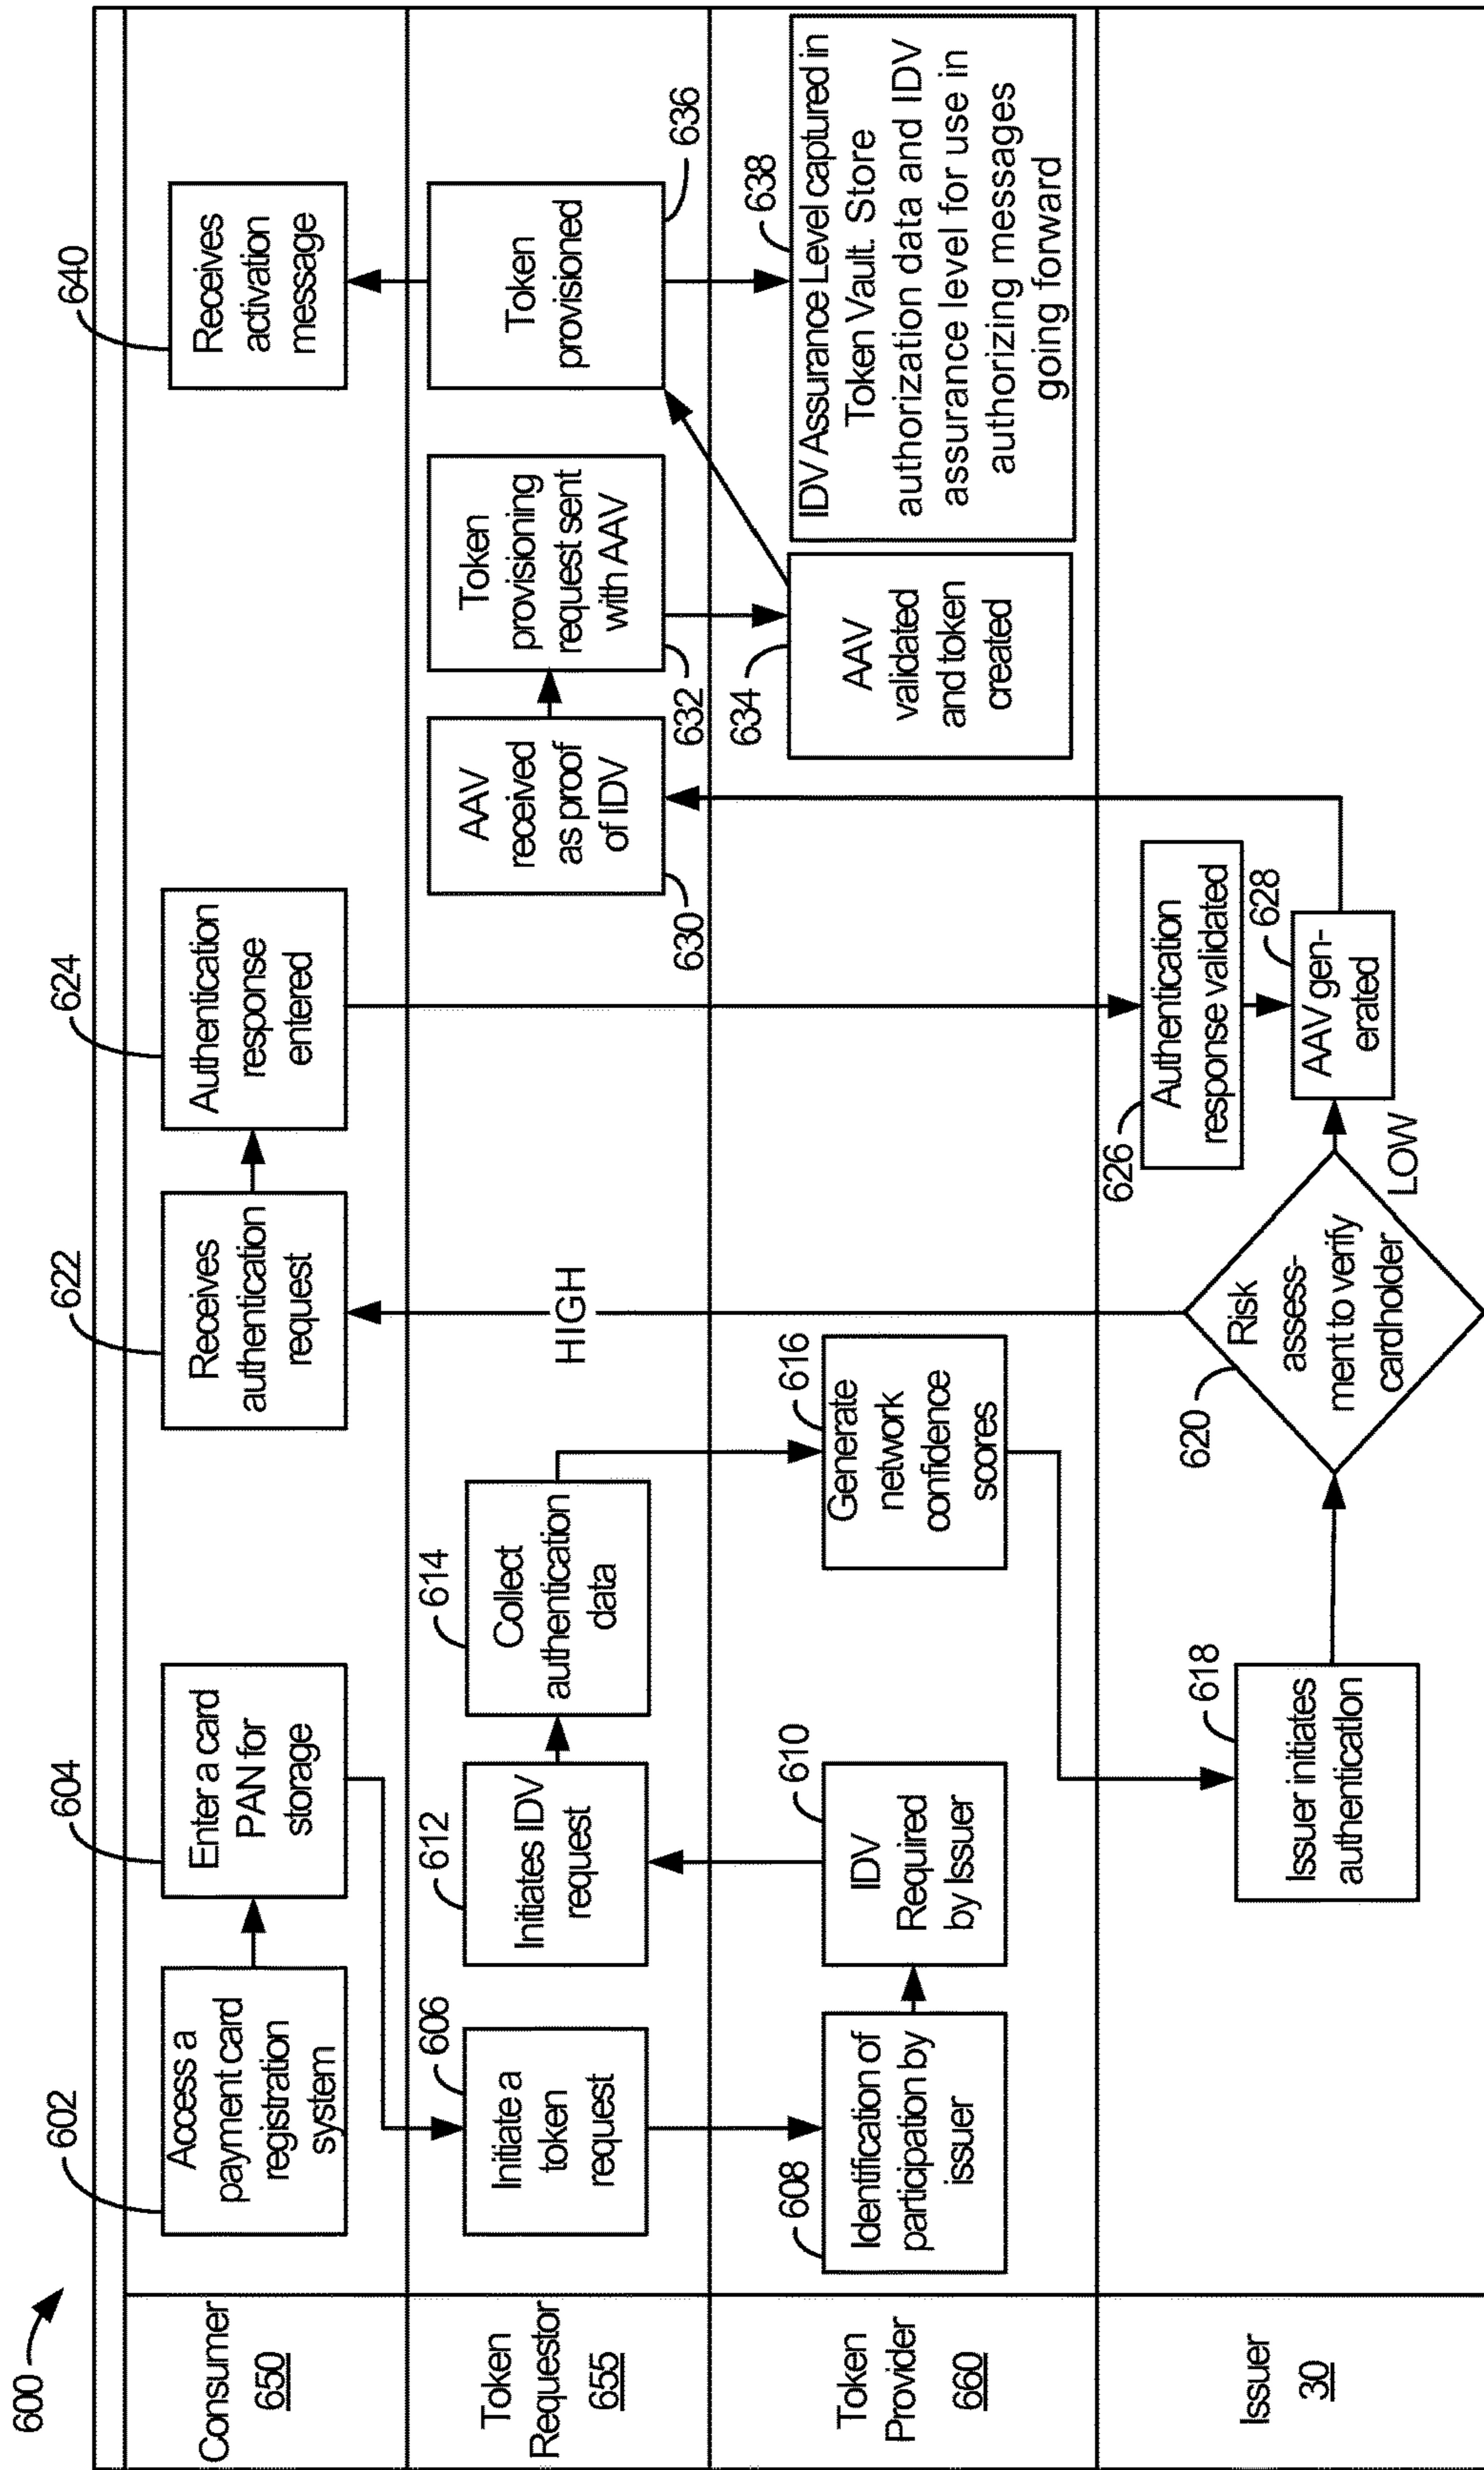 600
Consumer
650
602
Access a
payment card
registration
system
604
Enter a card
PAN for
storage
622
Receives
authentication
request
624
Authentication
response
entered
640
Receives
activation
message
Token
Requestor
655
606
Initiate a
token
request
612
Initiates IDV
request
614
Collect
authentication
data
HIGH
630
AAV
received
as proof
of IDV
632
Token
provisioning
request sent
with AAV
636
Token
provisioned
Token
Provider
660
608
Identification of
participation by
issuer
610
IDV
Required
by Issuer
616
Generate
network
confidence
scores
634
AAV
validated
and token
created
638
IDV Assurance Level captured in
Token Vault. Store
authorization data and IDV
assurance level for use in
authorizing messages
going forward
Issuer
30
618
Issuer initiates
authentication
620
Risk
assess-
ment to verify
cardholder
LOW
626
Authentication
response validated
628
AAV gen-
erated